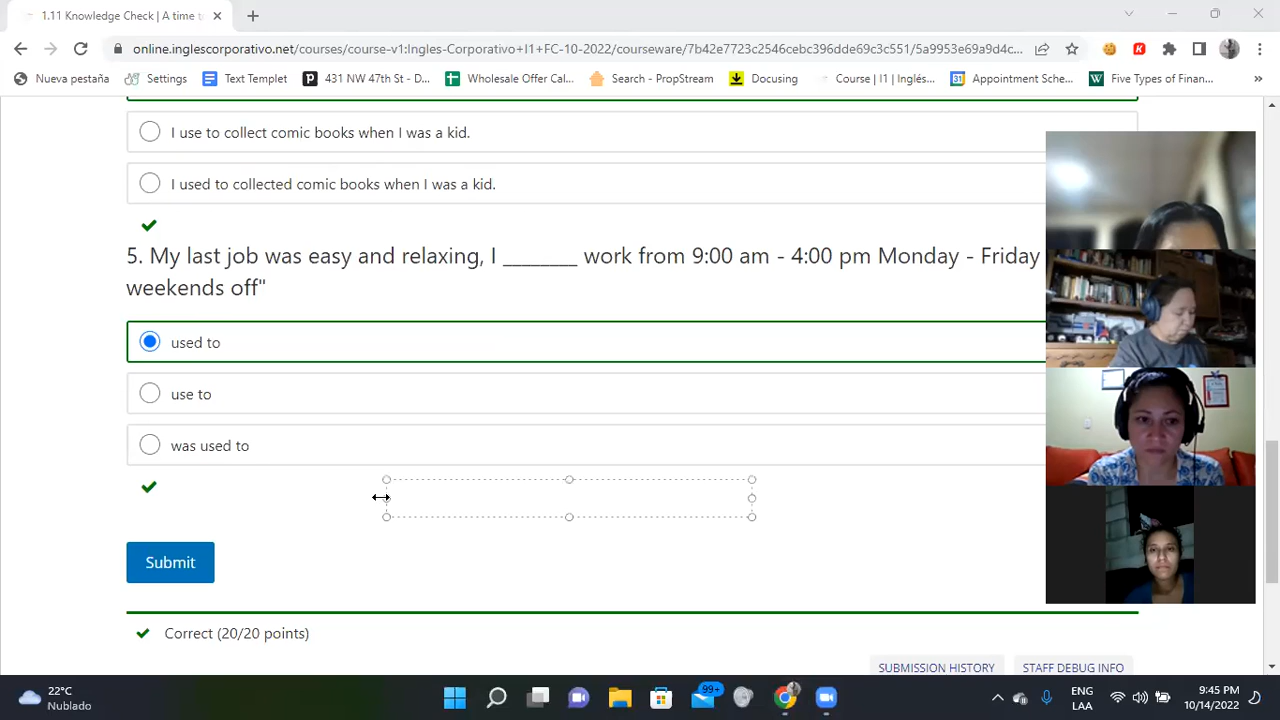 1.11 Knowledge Check | A time t
online.inglescorporativo.net/courses/course-v1:Ingles-Corporativo+I1+FC-10-2022/courseware/7b42e7723c2546cebc396dde69c3c551/5a9953e69a9d4c...
Nueva pestaña
Settings
Text Templet
431 NW 47th St - D...
Wholesale Offer Cal...
Search - PropStream
Docusing
Course | I1 | Inglés...
Appointment Sche...
Five Types of Finan...
»
I use to collect comic books when I was a kid.
I used to collected comic books when I was a kid.
5. My last job was easy and relaxing, I ________ work from 9:00 am - 4:00 pm Monday - Friday
weekends off"
used to
use to
was used to
Submit
Correct (20/20 points)
SUBMISSION HISTORY
STAFF DEBUG INFO
22°C
Nublado
99+
ENG
LAA
9:45 PM
10/14/2022